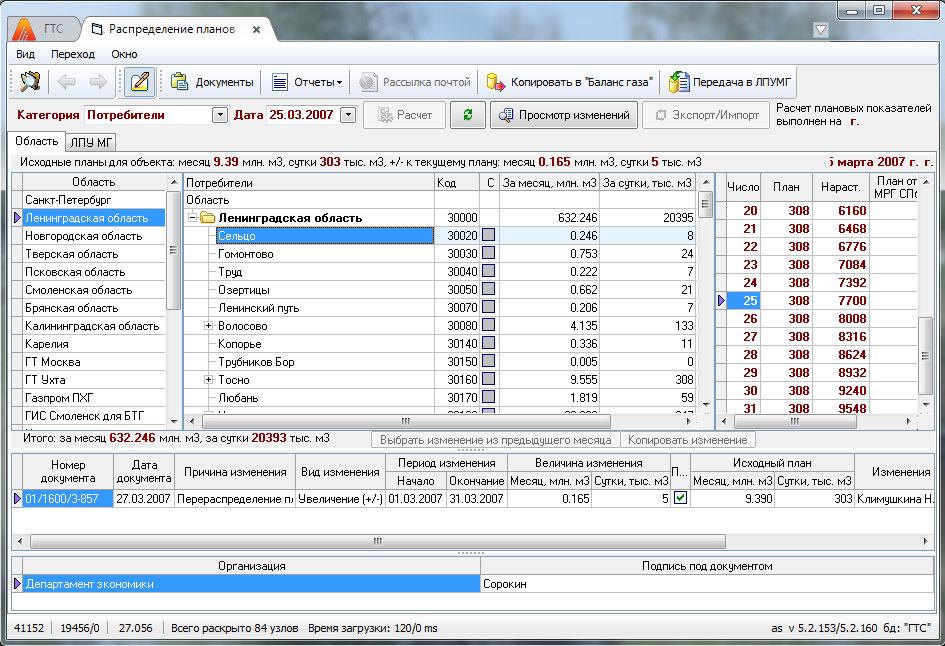 ГТС Распределение планов
Вид Переход Окно
Документы Отчеты Рассылка почтой Копировать в "Баланс газа" Передача в ЛПУМГ
Категория Потребители Дата 25.03.2007 Расчет Просмотр изменений Экспорт/Импорт Расчет плановых показателей
выполнен на г.
Область ЛПУ МГ
Исходные планы для объекта: месяц 9.39 млн. м3, сутки 303 тыс. м3, +/- к текущему плану: месяц 0.165 млн. м3, сутки 5 тыс. м3 5 марта 2007 г. г.
Область
Санкт-Петербург
Ленинградская область
Новгородская область
Тверская область
Псковская область
Смоленская область
Брянская область
Калининградская область
Карелия
ГТ Москва
ГТ Ухта
Газпром ПХГ
ГИС Смоленск для БТГ
Потребители Код С За месяц, млн. м3 За сутки, тыс. м3
Область
Ленинградская область 30000 632.246 20395
Сельцо 30020 0.246 8
Гомонтово 30030 0.753 24
Труд 30040 0.222 7
Озертицы 30050 0.662 21
Ленинский путь 30070 0.206 7
Волосово 30080 4.135 133
Копорье 30140 0.336 11
Трубников Бор 30150 0.005 0
Тосно 30160 9.555 308
Любань 30170 1.819 59
Число План Нараст. План от
МРГ СПб
20 308 6160
21 308 6468
22 308 6776
23 308 7084
24 308 7392
25 308 7700
26 308 8008
27 308 8316
28 308 8624
29 308 8932
30 308 9240
31 308 9548
Итого: за месяц 632.246 млн. м3, за сутки 20393 тыс. м3 Выбрать изменение из предыдущего месяца Копировать изменение
Номер документа Дата документа Причина изменения Вид изменения Период изменения Величина изменения П... Исходный план Изменения
Начало Окончание Месяц, млн. м3 Сутки, тыс. м3 Месяц, млн. м3 Сутки, тыс. м3
01/1600/3-857 27.03.2007 Перераспределение пл Увеличение (+/-) 01.03.2007 31.03.2007 0.165 5 9.390 303 Климушкина Н.
Организация Подпись под документом
Департамент экономики Сорокин
41152 19456/0 27.056 Всего раскрыто 84 узлов Время загрузки: 120/0 ms as v 5.2.153/5.2.160 бд: "ГТС"